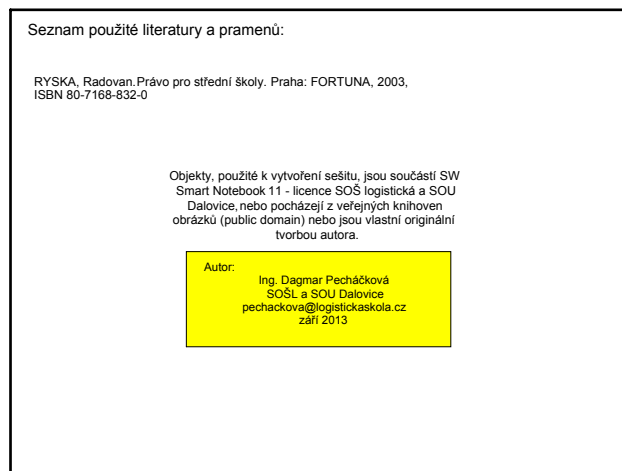 Seznam použité literatury a pramenů:
RYSKA, Radovan.Právo pro střední školy. Praha: FORTUNA, 2003,
ISBN 80-7168-832-0
Objekty, použité k vytvoření sešitu, jsou součástí SW
Smart Notebook 11 - licence SOŠ logistická a SOU
Dalovice, nebo pocházejí z veřejných knihoven
obrázků (public domain) nebo jsou vlastní originální
tvorbou autora.
Autor:
Ing. Dagmar Pecháčková
SOŠL a SOU Dalovice
pechackova@logistickaskola.cz
září 2013